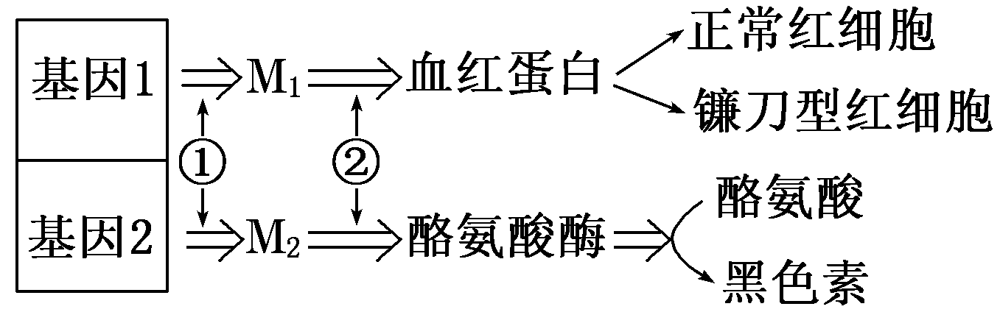 正常红细胞
基因1 M₁ 血红蛋白
镰刀型红细胞
① ②
酪氨酸
基因2 M₂ 酪氨酸酶
黑色素